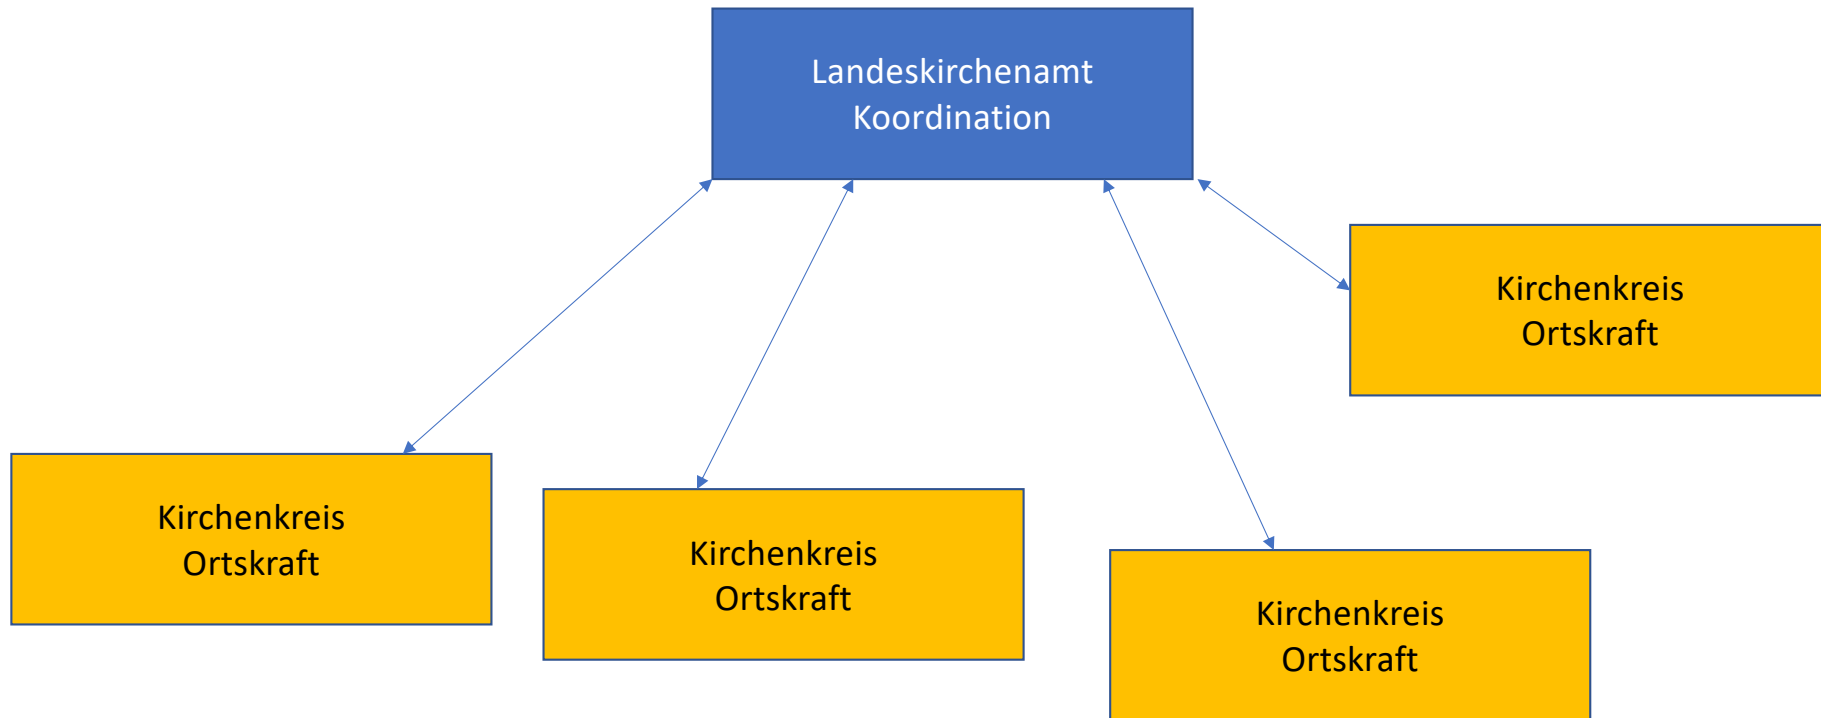 Landeskirchenamt
Koordination
Kirchenkreis
Ortskraft
Kirchenkreis
Ortskraft
Kirchenkreis
Ortskraft
Kirchenkreis
Ortskraft